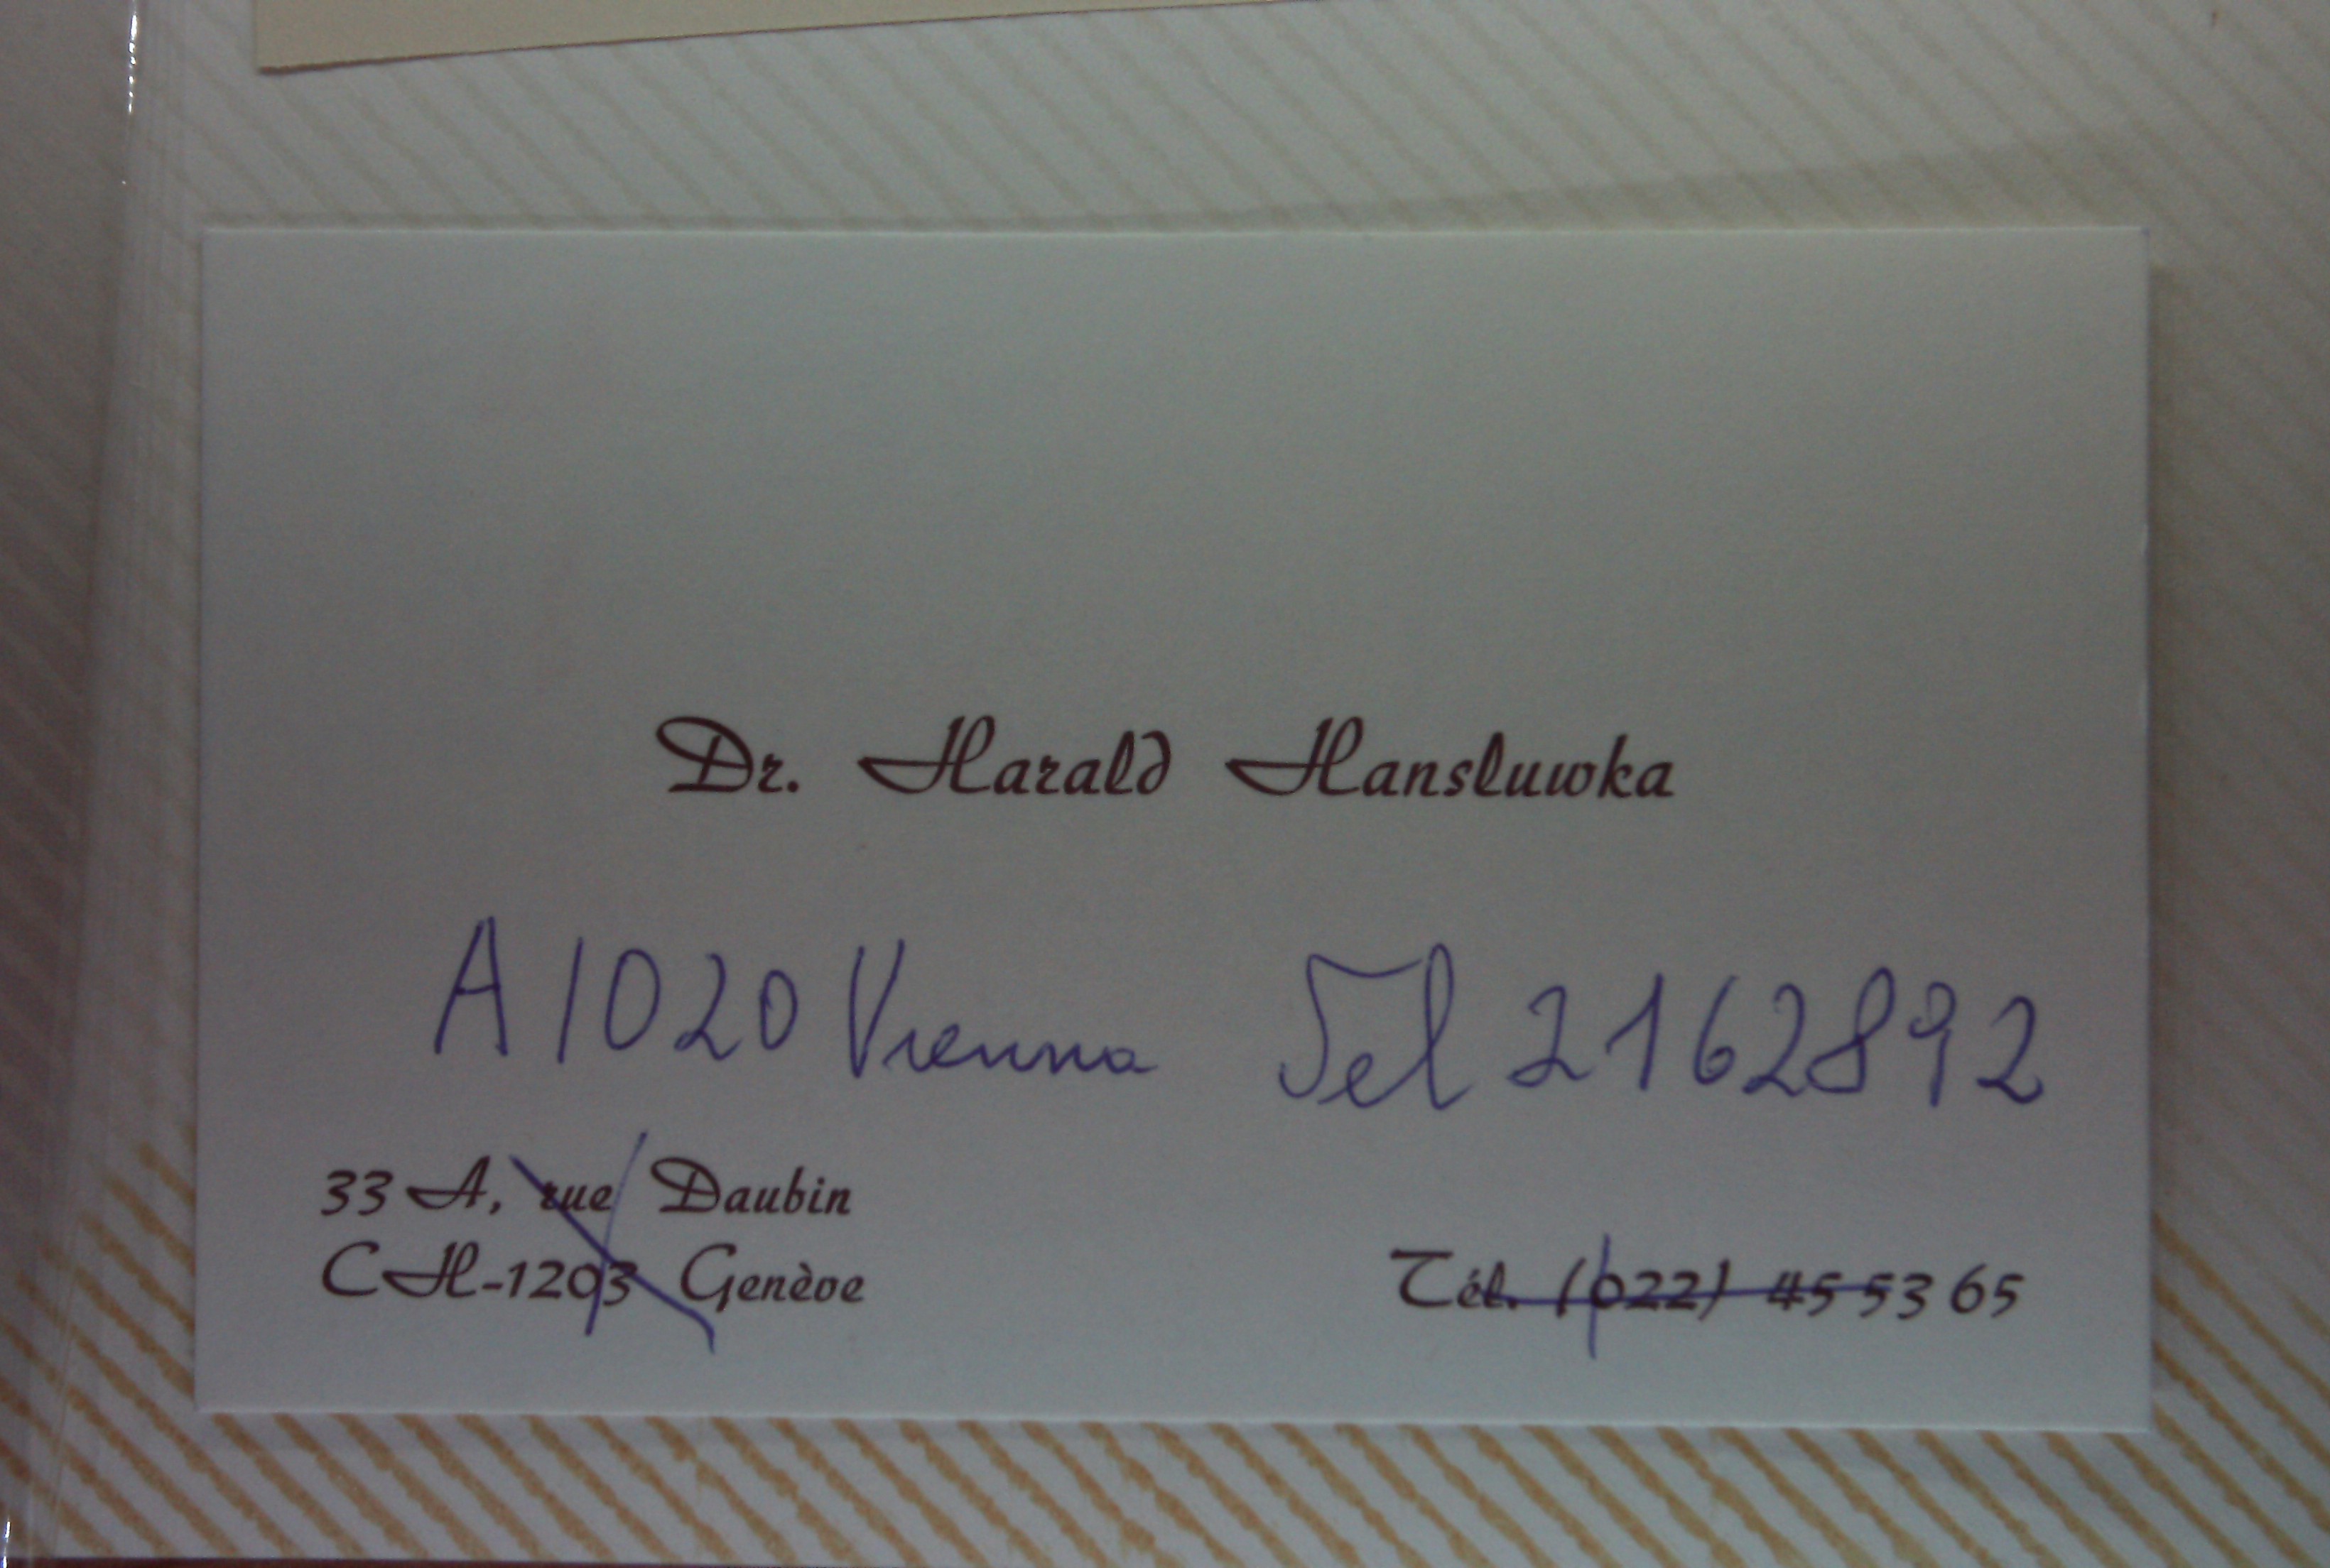 Dr. Harald Hansluwka
A 1020 Vienna Tel 2162892
33 A, rue Daubin
CH-1203 Genève
Tél. (022) 45 53 65